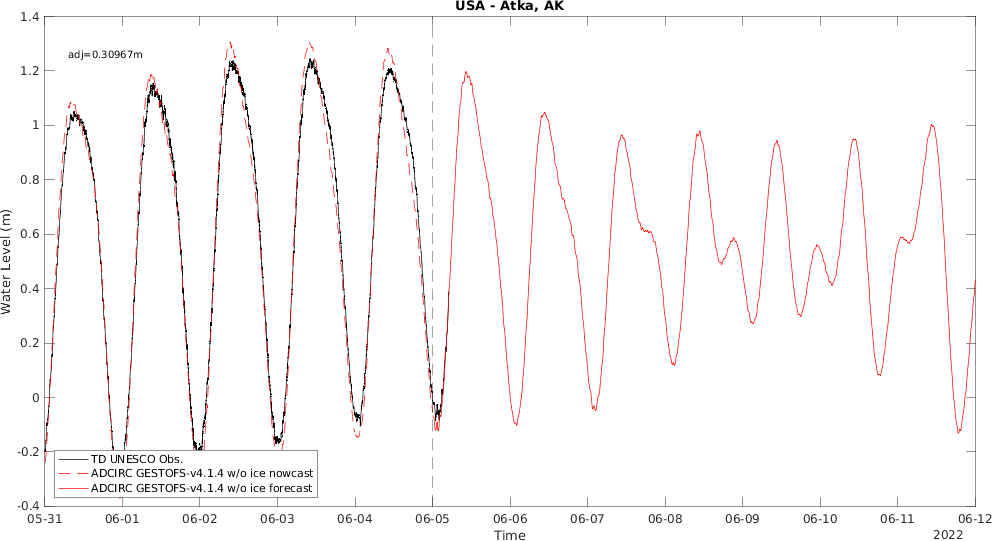 USA - Atka, AK
adj=0.30967m
Water Level (m)
1.4
1.2
1
0.8
0.6
0.4
0.2
0
-0.2
-0.4
TD UNESCO Obs.
ADCIRC GESTOFS-v4.1.4 w/o ice nowcast
ADCIRC GESTOFS-v4.1.4 w/o ice forecast
05-31 06-01 06-02 06-03 06-04 06-05 06-06 06-07 06-08 06-09 06-10 06-11 06-12
Time
2022